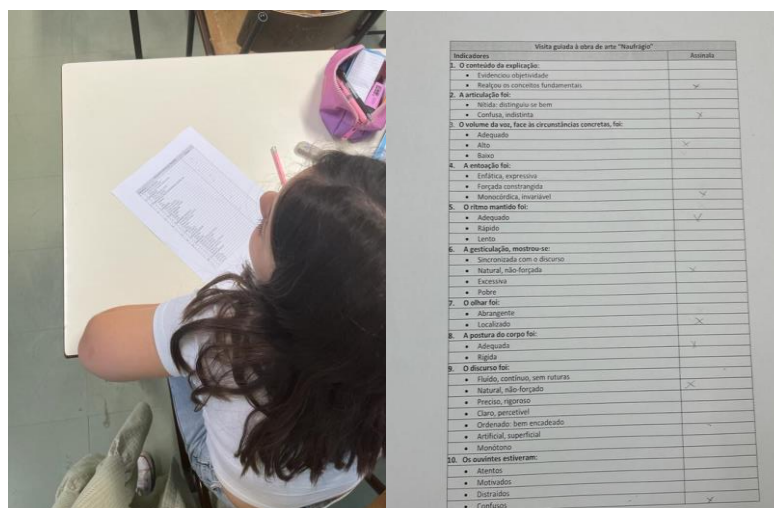 Visita guiada à obra de arte "Naufrágio"
Indicadores Assinala
1. O conteúdo da explicação:
• Evidenciou objetividade
• Realçou os conceitos fundamentais x
2. A articulação foi:
• Nítida: distinguiu-se bem
• Confusa, indistinta x
3. O volume da voz, face às circunstâncias concretas, foi:
• Adequado
• Alto x
• Baixo
4. A entoação foi:
• Enfática, expressiva
• Forçada constrangida
• Monocórdica, invariável x
5. O ritmo mantido foi:
• Adequado x
• Rápido
• Lento
6. A gesticulação, mostrou-se:
• Sincronizada com o discurso
• Natural, não-forçada x
• Excessiva
• Pobre
7. O olhar foi:
• Abrangente
• Localizado x
8. A postura do corpo foi:
• Adequada x
• Rígida
9. O discurso foi:
• Fluído, contínuo, sem ruturas
• Natural, não-forçado x
• Preciso, rigoroso
• Claro, percetível
• Ordenado: bem encadeado
• Artificial, superficial
• Monótono
10. Os ouvintes estiveram:
• Atentos
• Motivados
• Distraídos
• Confusos x